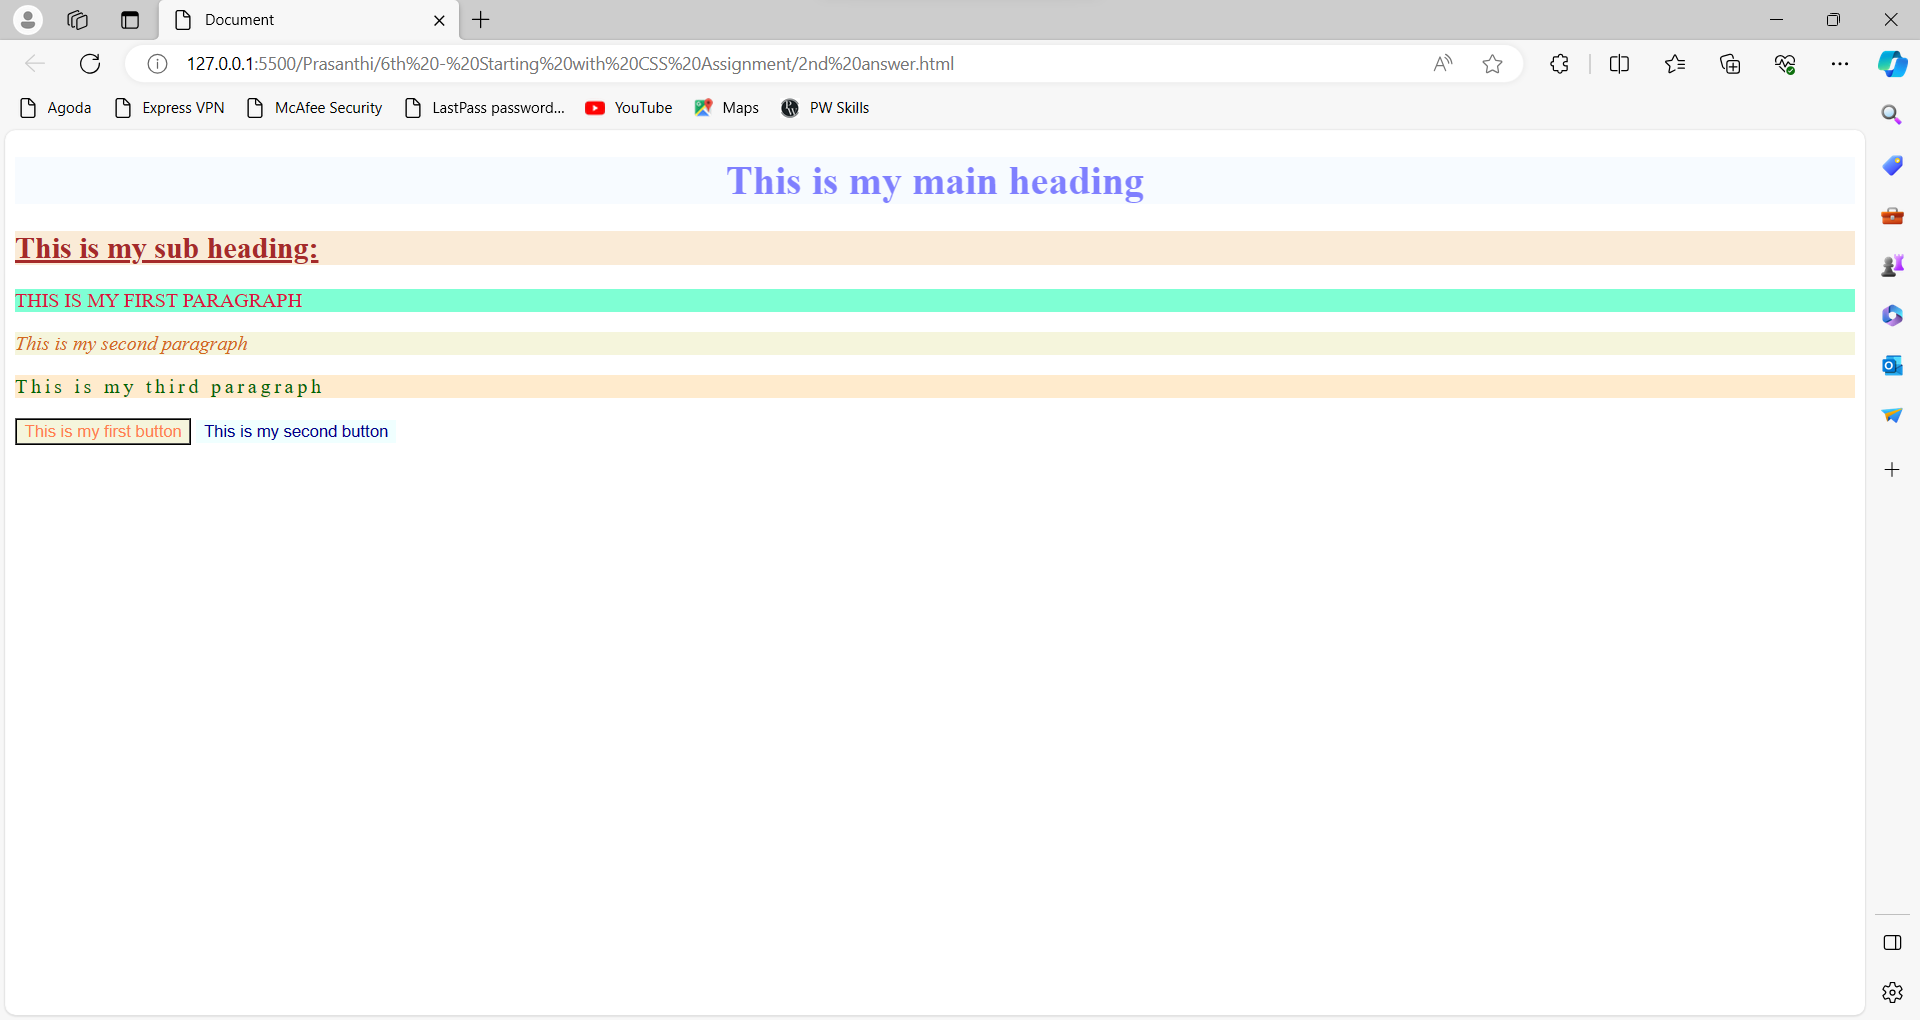 Document
127.0.0.1:5500/Prasanthi/6th%20-%20Starting%20with%20CSS%20Assignment/2nd%20answer.html
Agoda Express VPN McAfee Security LastPass password... YouTube Maps PW Skills
This is my main heading
This is my sub heading:
THIS IS MY FIRST PARAGRAPH
This is my second paragraph
This is my third paragraph
This is my first button This is my second button